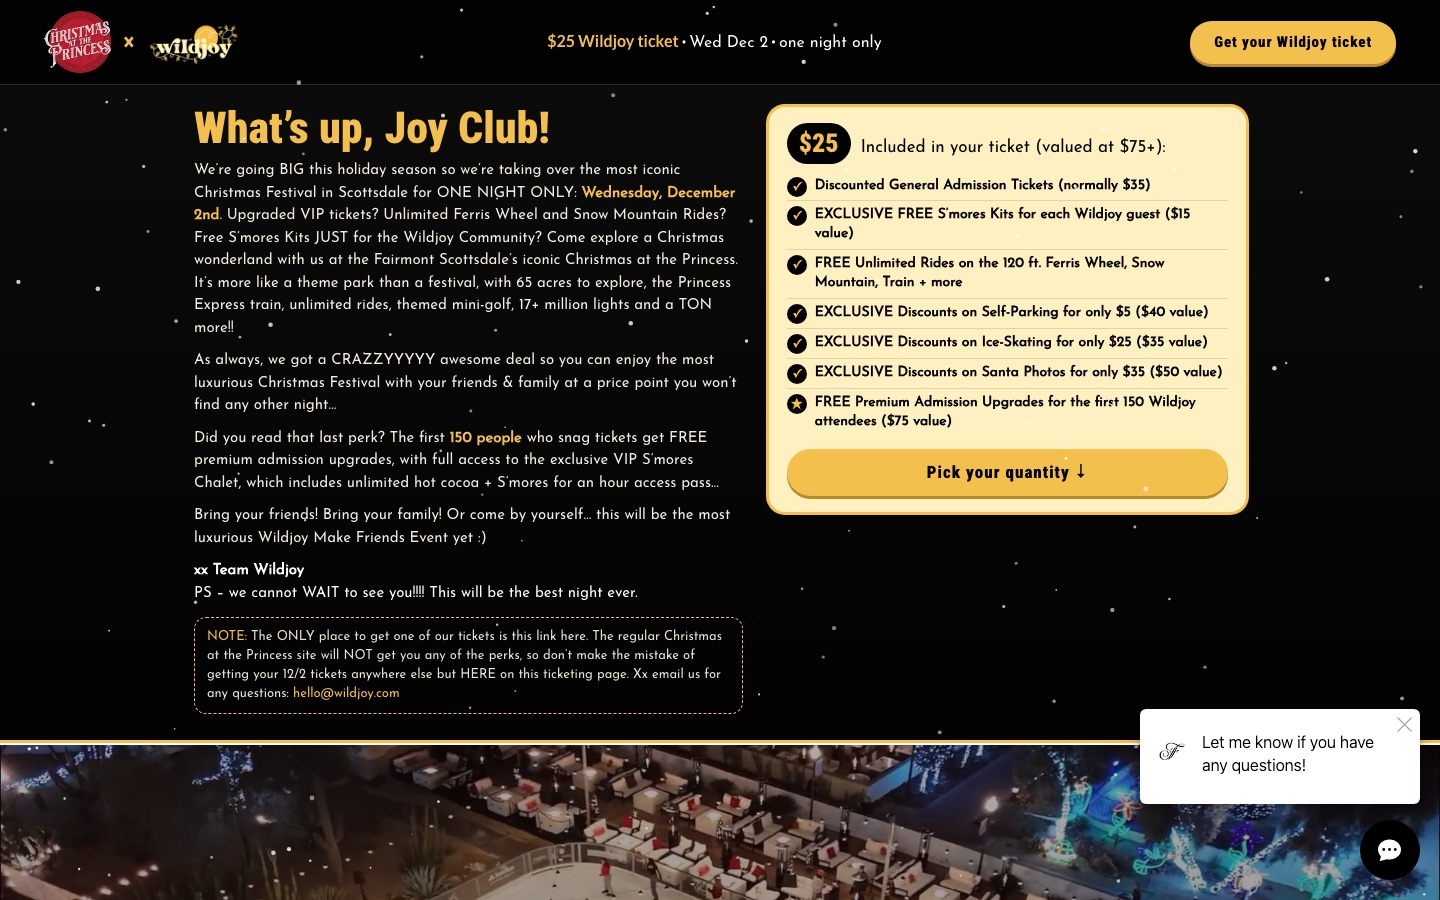 CHRISTMAS
AT THE
PRINCESS
x
wildjoy
$25 Wildjoy ticket • Wed Dec 2 • one night only
Get your Wildjoy ticket
What's up, Joy Club!
We're going BIG this holiday season so we're taking over the most iconic
Christmas Festival in Scottsdale for ONE NIGHT ONLY: Wednesday, December
2nd. Upgraded VIP tickets? Unlimited Ferris Wheel and Snow Mountain Rides?
Free S'mores Kits JUST for the Wildjoy Community? Come explore a Christmas
wonderland with us at the Fairmont Scottsdale's iconic Christmas at the Princess.
It's more like a theme park than a festival, with 65 acres to explore, the Princess
Express train, unlimited rides, themed mini-golf, 17+ million lights and a TON
more!!
As always, we got a CRAZZYYYYY awesome deal so you can enjoy the most
luxurious Christmas Festival with your friends & family at a price point you won't
find any other night...
Did you read that last perk? The first 150 people who snag tickets get FREE
premium admission upgrades, with full access to the exclusive VIP S'mores
Chalet, which includes unlimited hot cocoa + S'mores for an hour access pass...
Bring your friends! Bring your family! Or come by yourself... this will be the most
luxurious Wildjoy Make Friends Event yet :)
xx Team Wildjoy
PS – we cannot WAIT to see you!!!! This will be the best night ever.
NOTE: The ONLY place to get one of our tickets is this link here. The regular Christmas
at the Princess site will NOT get you any of the perks, so don't make the mistake of
getting your 12/2 tickets anywhere else but HERE on this ticketing page. Xx email us for
any questions: hello@wildjoy.com
$25 Included in your ticket (valued at $75+):
Discounted General Admission Tickets (normally $35)
EXCLUSIVE FREE S'mores Kits for each Wildjoy guest ($15
value)
FREE Unlimited Rides on the 120 ft. Ferris Wheel, Snow
Mountain, Train + more
EXCLUSIVE Discounts on Self-Parking for only $5 ($40 value)
EXCLUSIVE Discounts on Ice-Skating for only $25 ($35 value)
EXCLUSIVE Discounts on Santa Photos for only $35 ($50 value)
FREE Premium Admission Upgrades for the first 150 Wildjoy
attendees ($75 value)
Pick your quantity ↓
Let me know if you have
any questions!